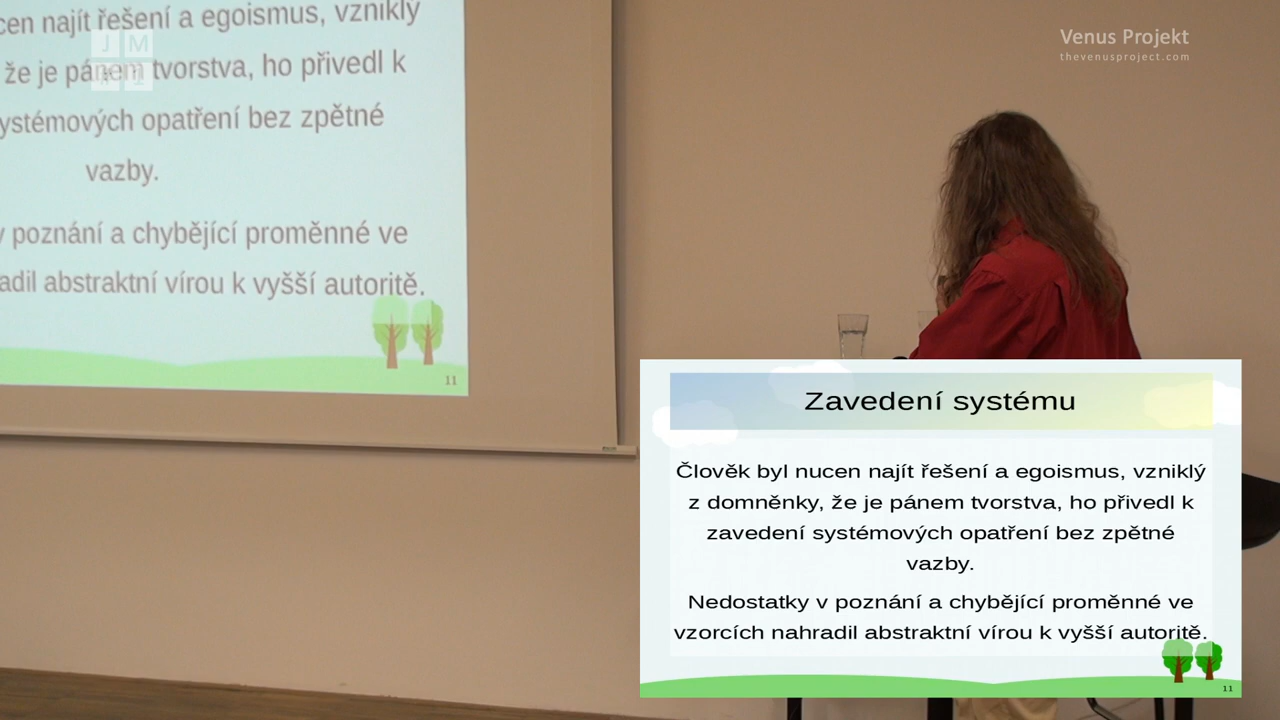 cen najít řešení a egoismus, vzniklý
že je pánem tvorstva, ho přivedl k
ystémových opatření bez zpětné
vazby.
v poznání a chybějící proměnné ve
radil abstraktní vírou k vyšší autoritě.
11
J M
Venus Projekt
thevenusproject.com
Zavedení systému
Člověk byl nucen najít řešení a egoismus, vzniklý
z domněnky, že je pánem tvorstva, ho přivedl k
zavedení systémových opatření bez zpětné
vazby.
Nedostatky v poznání a chybějící proměnné ve
vzorcích nahradil abstraktní vírou k vyšší autoritě.
11